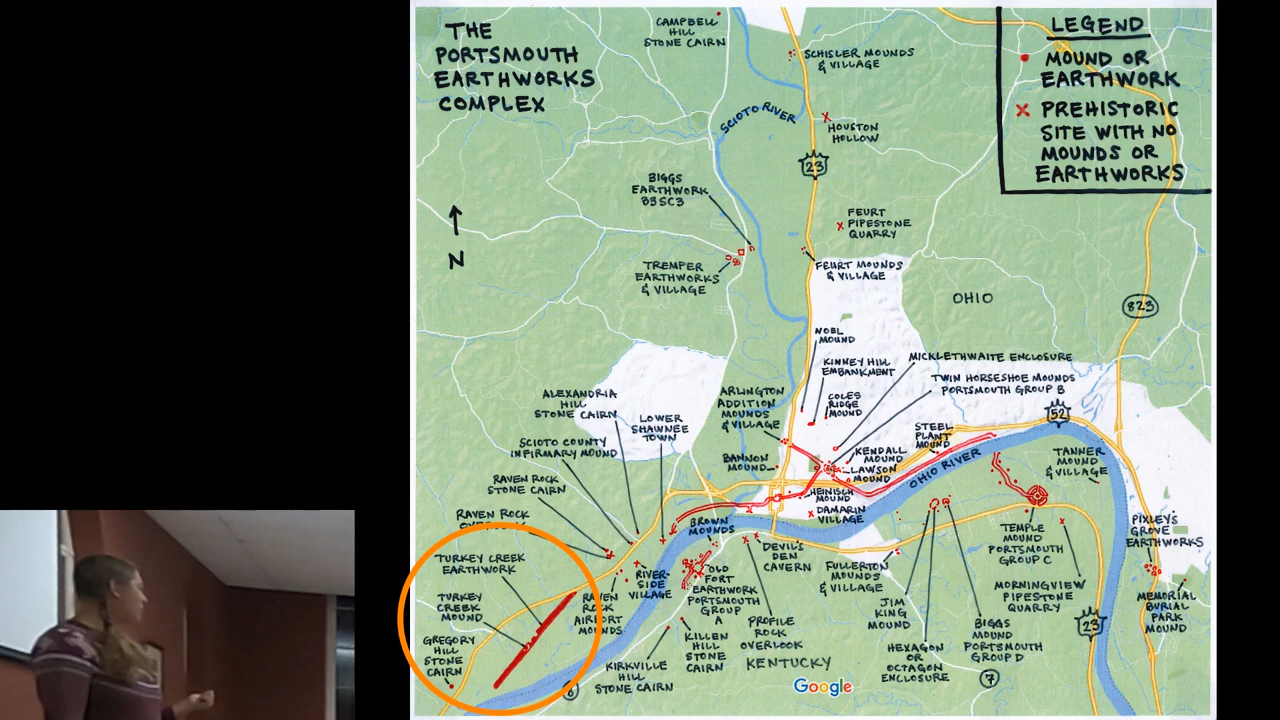 THE
PORTSMOUTH
EARTHWORKS
COMPLEX
N
LEGEND
MOUND OR
EARTHWORK
X PREHISTORIC
SITE WITH NO
MOUNDS OR
EARTHWORKS
CAMPBELL
HILL
STONE CAIRN
SCHISLER MOUNDS
& VILLAGE
SCIOTO RIVER
HOUSTON
HOLLOW
23
BIGGS
EARTHWORK
33SC3
FEURT
PIPESTONE
QUARRY
TREMPER
EARTHWORKS
& VILLAGE
FEURT MOUNDS
& VILLAGE
OHIO
823
NOEL
MOUND
KINNEY HILL
EMBANKMENT
MICKLETHWAITE ENCLOSURE
TWIN HORSESHOE MOUNDS
PORTSMOUTH GROUP B
COLES
RIDGE
MOUND
ARLINGTON
ADDITION
MOUNDS
& VILLAGE
ALEXANDRIA
HILL
STONE CAIRN
LOWER
SHAWNEE
TOWN
52
STEEL
PLANT
MOUND
SCIOTO COUNTY
INFIRMARY MOUND
BANNON
MOUND
KENDALL
MOUND
LAWSON
MOUND
OHIO RIVER
TANNER
MOUND
& VILLAGE
RAVEN ROCK
STONE CAIRN
HEINISCH
MOUND
DAMARIN
VILLAGE
RAVEN ROCK
BROWN
MOUNDS
DEVIL'S
DEN
CAVERN
TEMPLE
MOUND
PORTSMOUTH
GROUP C
PIXLEY'S
GROVE
EARTHWORKS
TURKEY CREEK
EARTHWORK
RIVER-
SIDE
VILLAGE
OLD
FORT
EARTHWORK
PORTSMOUTH
GROUP
A
FULLERTON
MOUNDS
& VILLAGE
MORNINGVIEW
PIPESTONE
QUARRY
TURKEY
CREEK
MOUND
RAVEN
ROCK
AIRPORT
MOUNDS
JIM
KING
MOUND
MEMORIAL
BURIAL
PARK
MOUND
PROFILE
ROCK
OVERLOOK
BIGGS
MOUND
PORTSMOUTH
GROUP D
23
GREGORY
HILL
STONE
CAIRN
KILLEN
HILL
STONE
CAIRN
HEXAGON
OR
OCTAGON
ENCLOSURE
KIRKVILLE
HILL
STONE CAIRN
KENTUCKY
7
8
Google